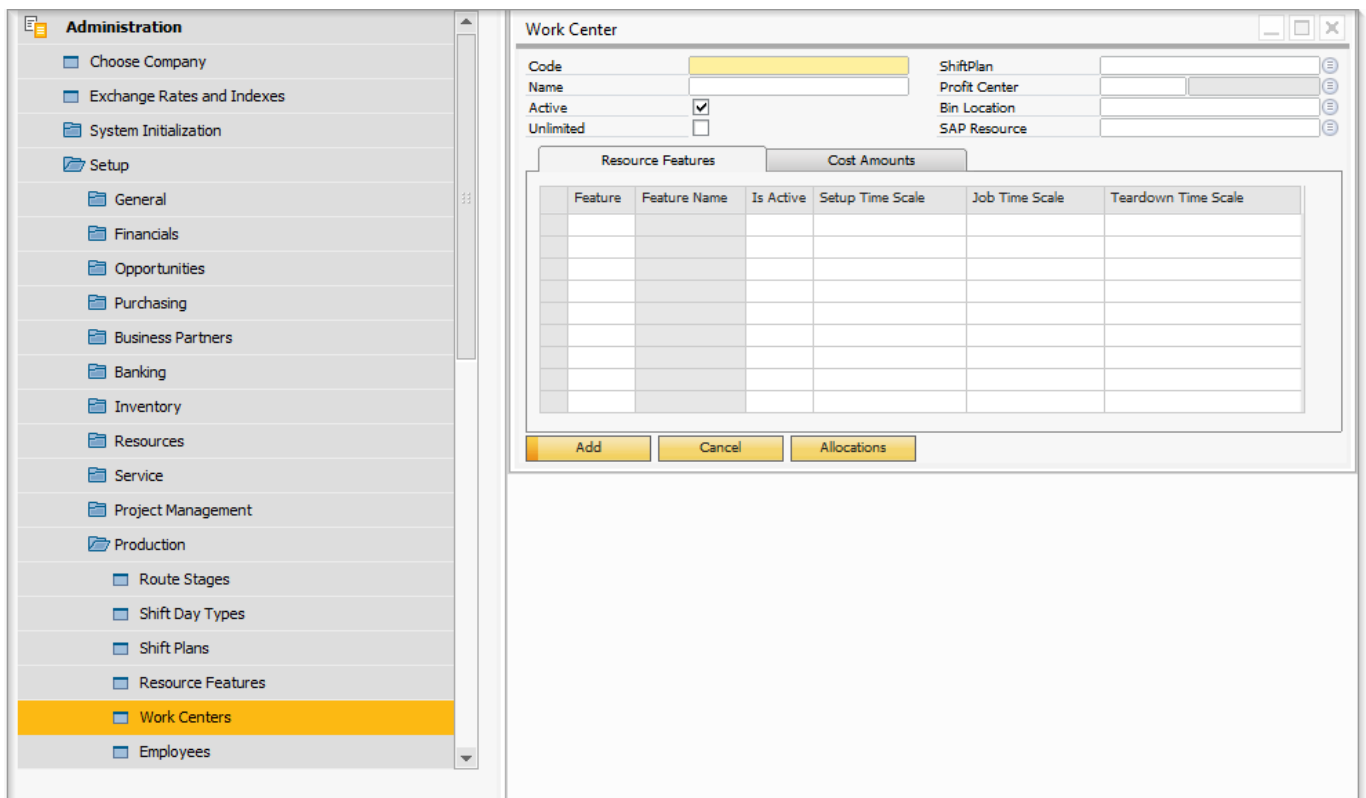 Administration
Choose Company
Exchange Rates and Indexes
System Initialization
Setup
General
Financials
Opportunities
Purchasing
Business Partners
Banking
Inventory
Resources
Service
Project Management
Production
Route Stages
Shift Day Types
Shift Plans
Resource Features
Work Centers
Employees
Work Center
Code
Name
Active
Unlimited
ShiftPlan
Profit Center
Bin Location
SAP Resource
Resource Features Cost Amounts
Feature Feature Name Is Active Setup Time Scale Job Time Scale Teardown Time Scale
Add Cancel Allocations